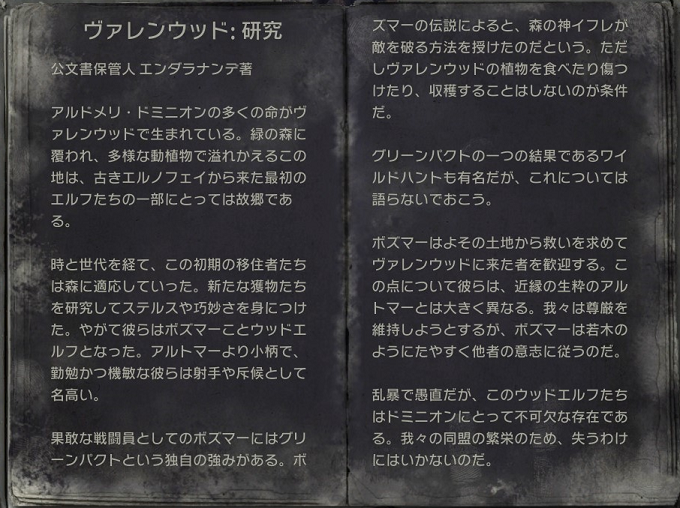 ヴァレンウッド: 研究
公文書保管人 エンダラナンデ著
アルドメリ・ドミニオンの多くの命がヴ
ァレンウッドで生まれている。緑の森に
覆われ、多様な動植物で溢れかえるこの
地は、古きエルノフェイから来た最初の
エルフたちの一部にとっては故郷であ
る。
時と世代を経て、この初期の移住者たち
は森に適応していった。新たな獲物たち
を研究してステルスや巧妙さを身につけ
た。やがて彼らはボズマーことウッドエ
ルフとなった。アルトマーより小柄で、
勤勉かつ機敏な彼らは射手や斥候として
名高い。
果敢な戦闘員としてのボズマーにはグリ
ーンパクトという独自の強みがある。ボ
ズマーの伝説によると、森の神イフレが
敵を破る方法を授けたのだという。ただ
しヴァレンウッドの植物を食べたり傷つ
けたり、収穫することはしないのが条件
だ。
グリーンパクトの一つの結果であるワイ
ルドハントも有名だが、これについては
語らないでおこう。
ボズマーはよその土地から救いを求めて
ヴァレンウッドに来た者を歓迎する。こ
の点について彼らは、近縁の生粋のアル
トマーとは大きく異なる。我々は尊厳を
維持しようとするが、ボズマーは若木の
ようにたやすく他者の意志に従うのだ。
乱暴で愚直だが、このウッドエルフたち
はドミニオンにとって不可欠な存在であ
る。我々の同盟の繁栄のため、失うわけ
にはいかないのだ。